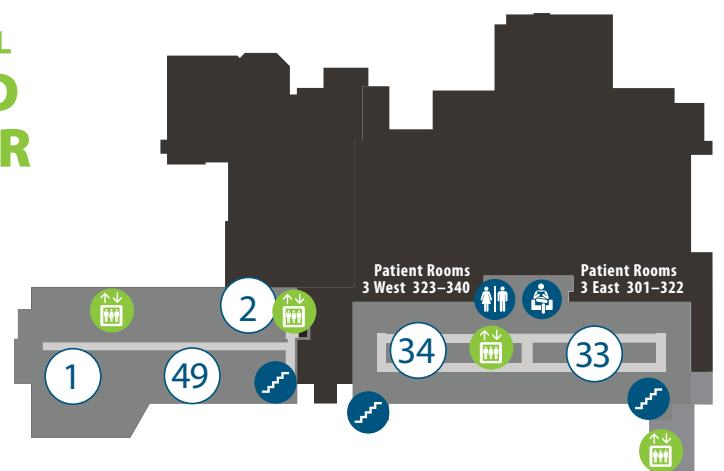 L
D
R
Patient Rooms
3 West 323–340
Patient Rooms
3 East 301–322
2
34
33
1
49